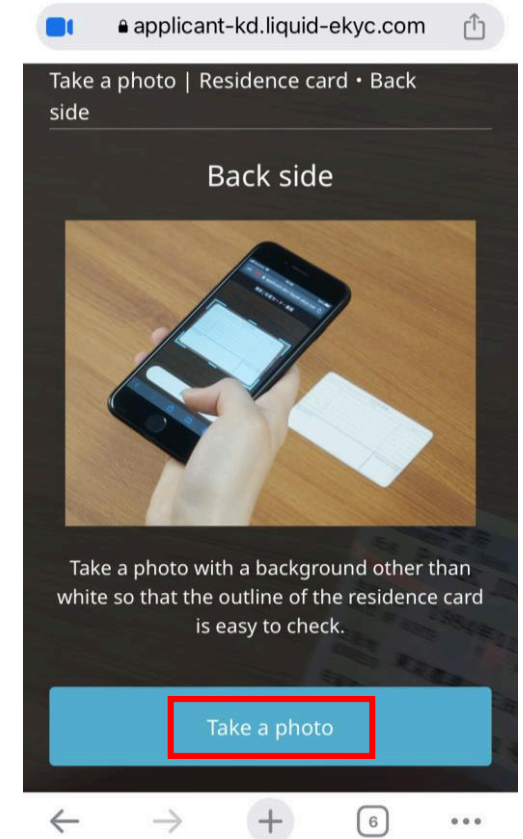 applicant-kd.liquid-ekyc.com
Take a photo | Residence card・Back
side
Back side
Take a photo with a background other than
white so that the outline of the residence card
is easy to check.
Take a photo
6